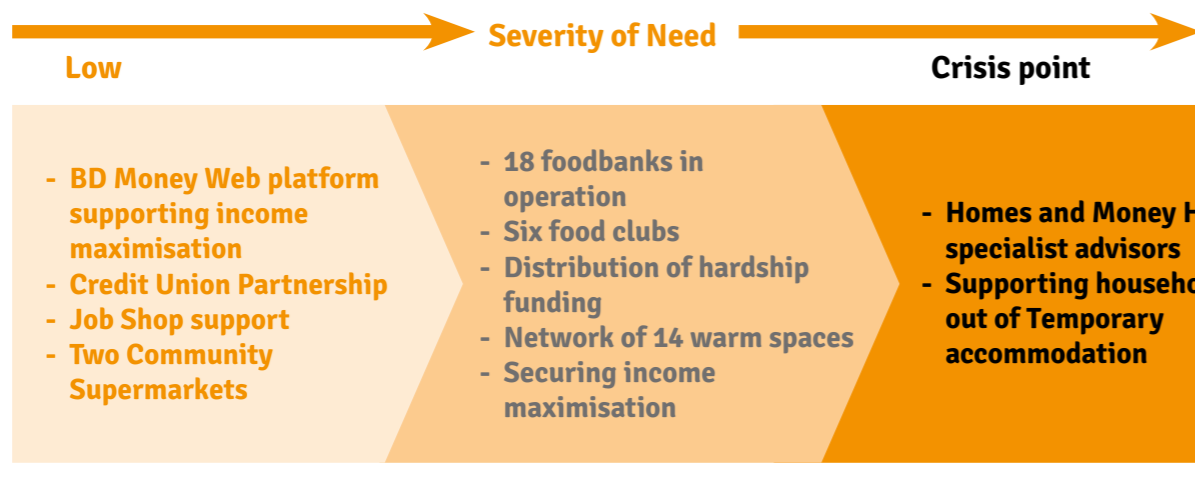 Severity of Need
Low
Crisis point
- BD Money Web platform
supporting income
maximisation
- Credit Union Partnership
- Job Shop support
- Two Community
Supermarkets
- 18 foodbanks in
operation
- Six food clubs
- Distribution of hardship
funding
- Network of 14 warm spaces
- Securing income
maximisation
- Homes and Money
specialist advisors
- Supporting
out of Temporary
accommodation